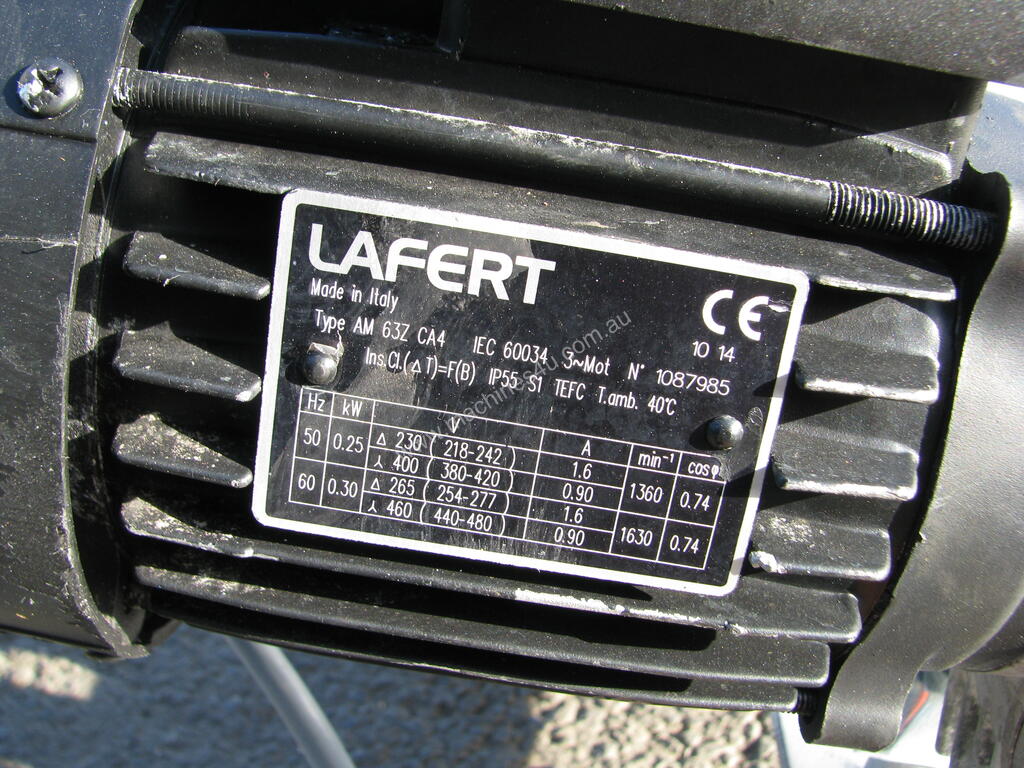 LAFERT
CE
Made in Italy
10 14
Type AM 63Z CA4 IEC 60034 3~Mot N° 1087985
Ins.Cl.(ΔT)=F(B) IP55 S1 TEFC T.amb. 40°C
Hz kW V A min⁻¹ cosφ
50 0.25 Δ 230 (218-242) 1.6 1360 0.74
⅄ 400 (380-420) 0.90
60 0.30 Δ 265 (254-277) 1.6 1630 0.74
⅄ 460 (440-480) 0.90
machines4u.com.au